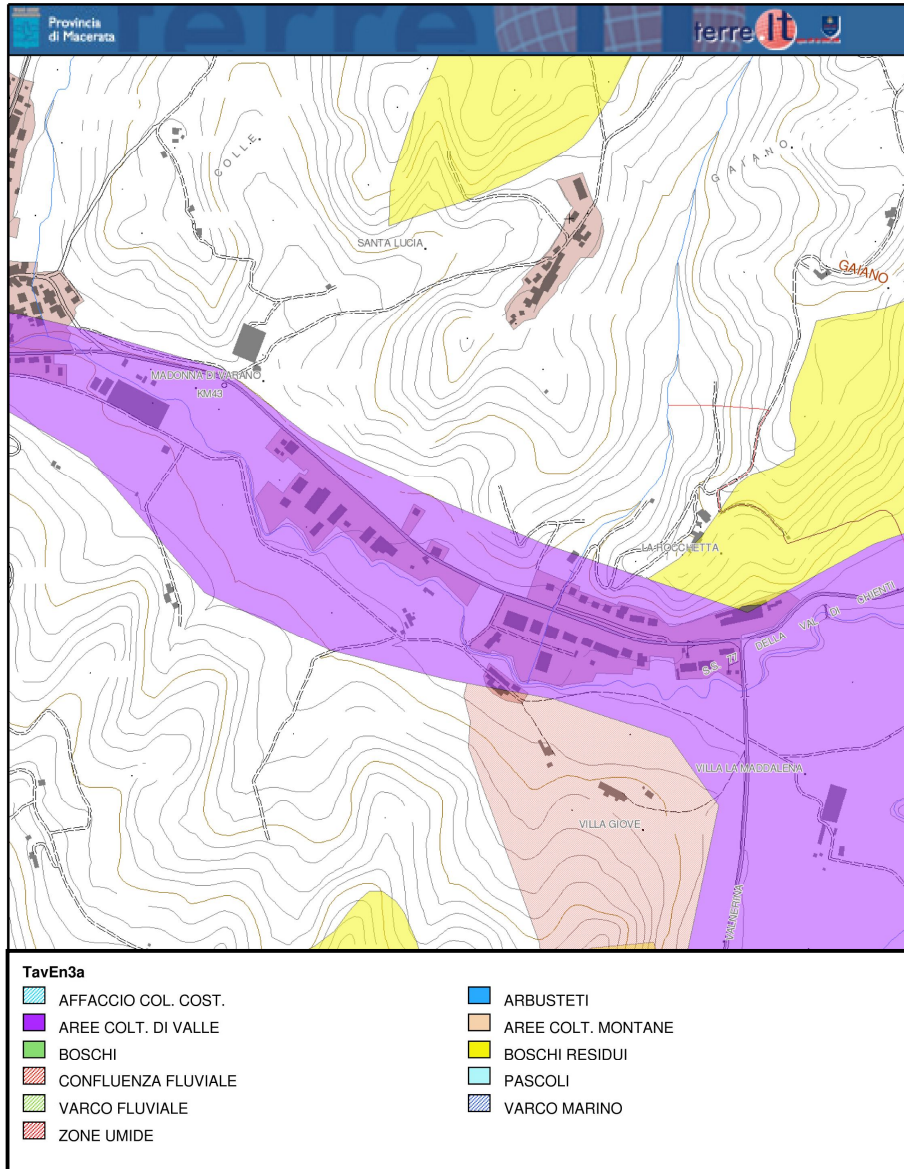 Provincia
di Macerata
terre
terre.It
COLLE
GAIANO
SANTA LUCIA
GAIANO
MADONNA DI VARANO
KM43
LA ROCCHETTA
S.S. 77 DELLA VAL DI CHIENTI
VILLA LA MADDALENA
VILLA GIOVE
VALNERINA
TavEn3a
AFFACCIO COL. COST.
AREE COLT. DI VALLE
BOSCHI
CONFLUENZA FLUVIALE
VARCO FLUVIALE
ZONE UMIDE
ARBUSTETI
AREE COLT. MONTANE
BOSCHI RESIDUI
PASCOLI
VARCO MARINO